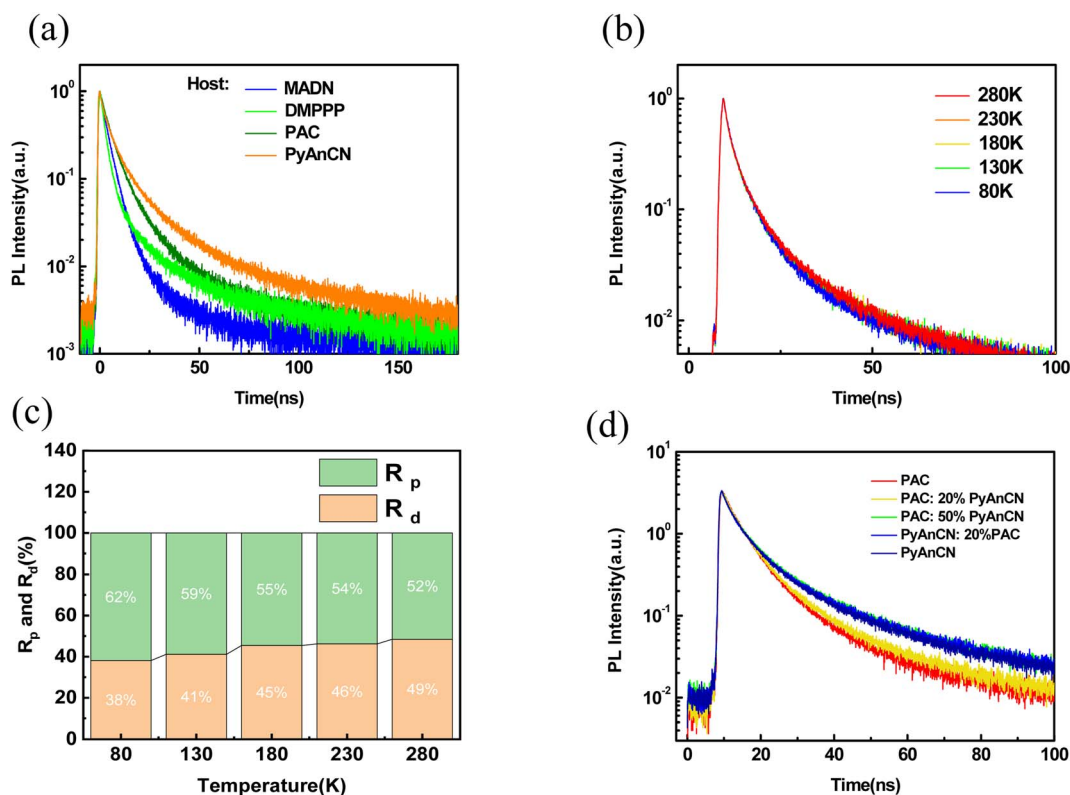 (a)
Host:
MADN
DMPPP
PAC
PyAnCN
PL Intensity(a.u.)
10^0
10^-1
10^-2
10^-3
0 50 100 150
Time(ns)
(b)
280K
230K
180K
130K
80K
PL Intensity(a.u.)
10^0
10^-1
10^-2
0 50 100
Time(ns)
(c)
R_p
R_d
R_p and R_d(%)
140
120
100
80
60
40
20
0
62% 59% 55% 54% 52%
38% 41% 45% 46% 49%
80 130 180 230 280
Temperature(K)
(d)
PAC
PAC: 20% PyAnCN
PAC: 50% PyAnCN
PyAnCN: 20%PAC
PyAnCN
PL Intensity(a.u.)
10^1
10^0
10^-1
10^-2
0 20 40 60 80 100
Time(ns)